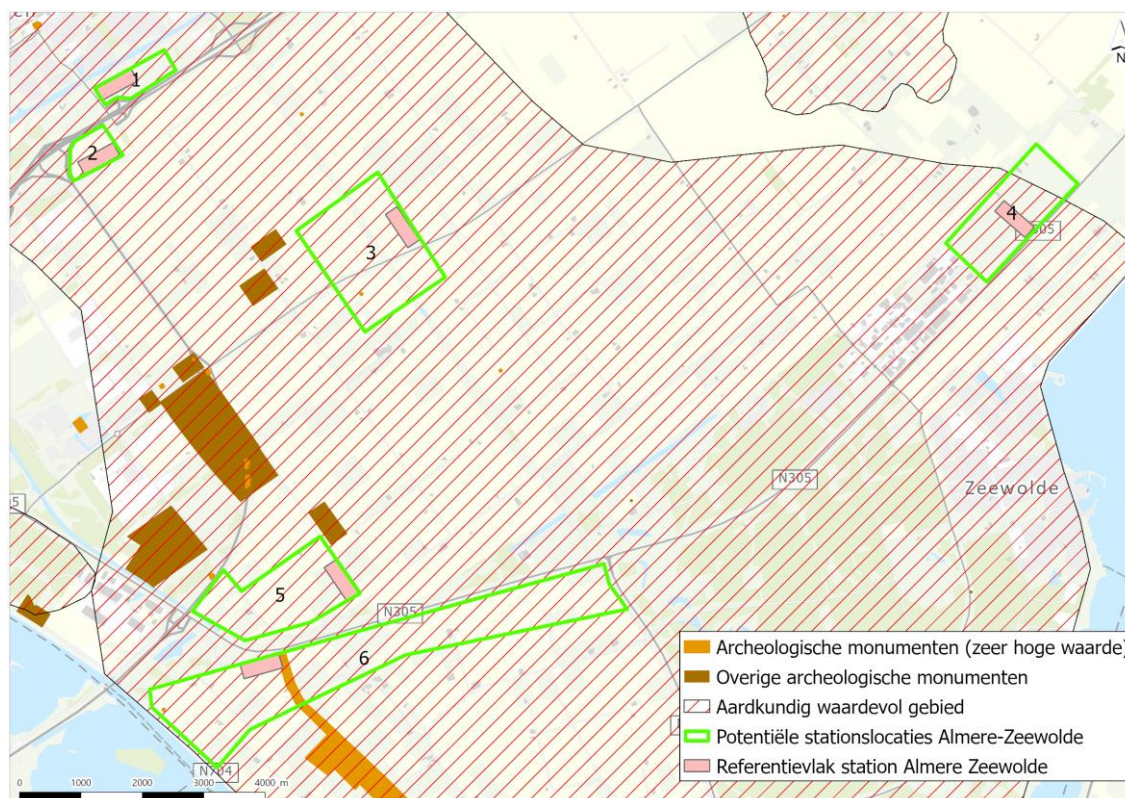 N
1
2
3
4
305
N305
Zeewolde
5
N305
6
N704
Archeologische monumenten (zeer hoge waarde)
Overige archeologische monumenten
Aardkundig waardevol gebied
Potentiële stationslocaties Almere-Zeewolde
Referentievlak station Almere Zeewolde
0 1000 2000 3000 4000 m